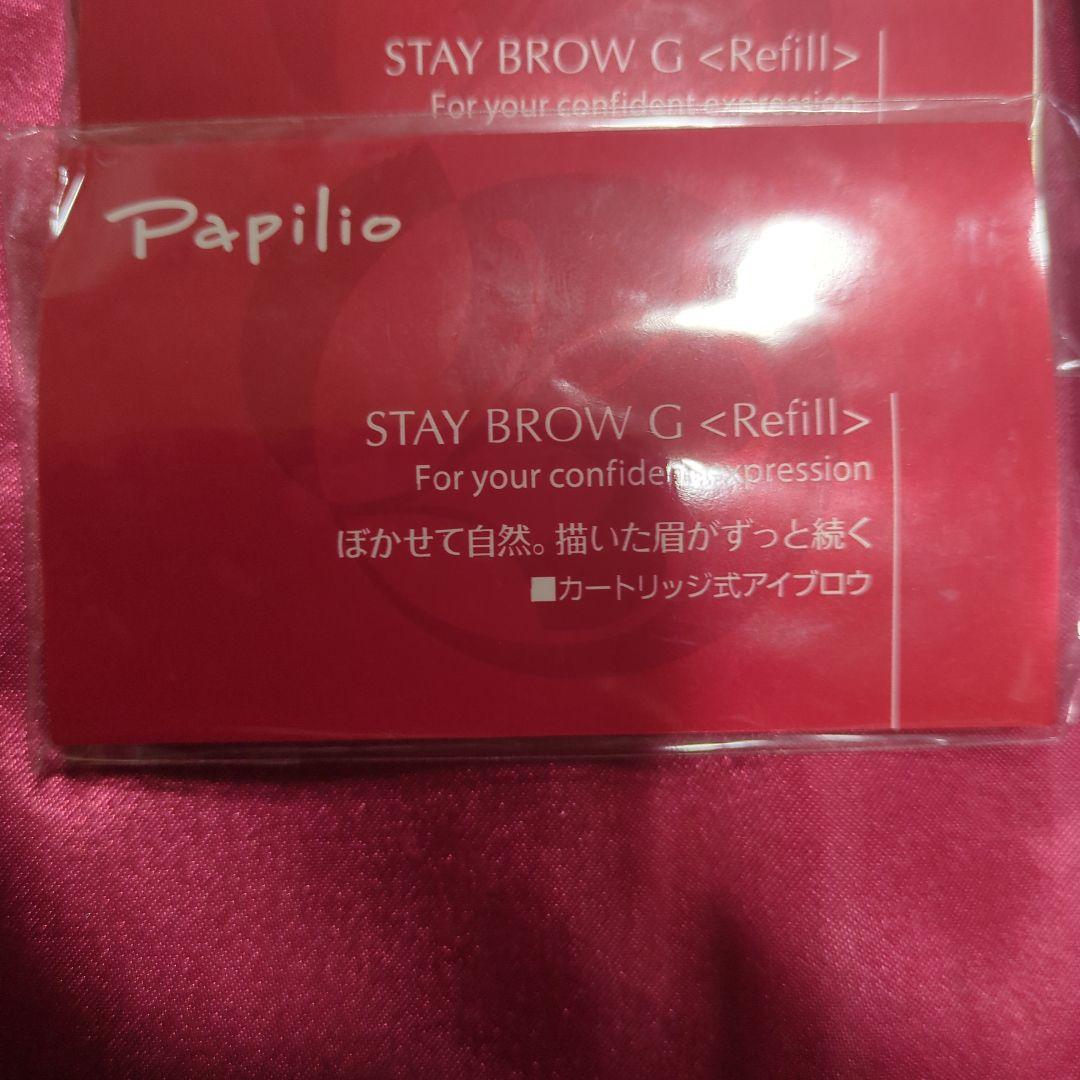 STAY BROW G <Refill>
For your confident expression
Papilio
STAY BROW G <Refill>
For your confident expression
ぼかせて自然。描いた眉がずっと続く
■カートリッジ式アイブロウ